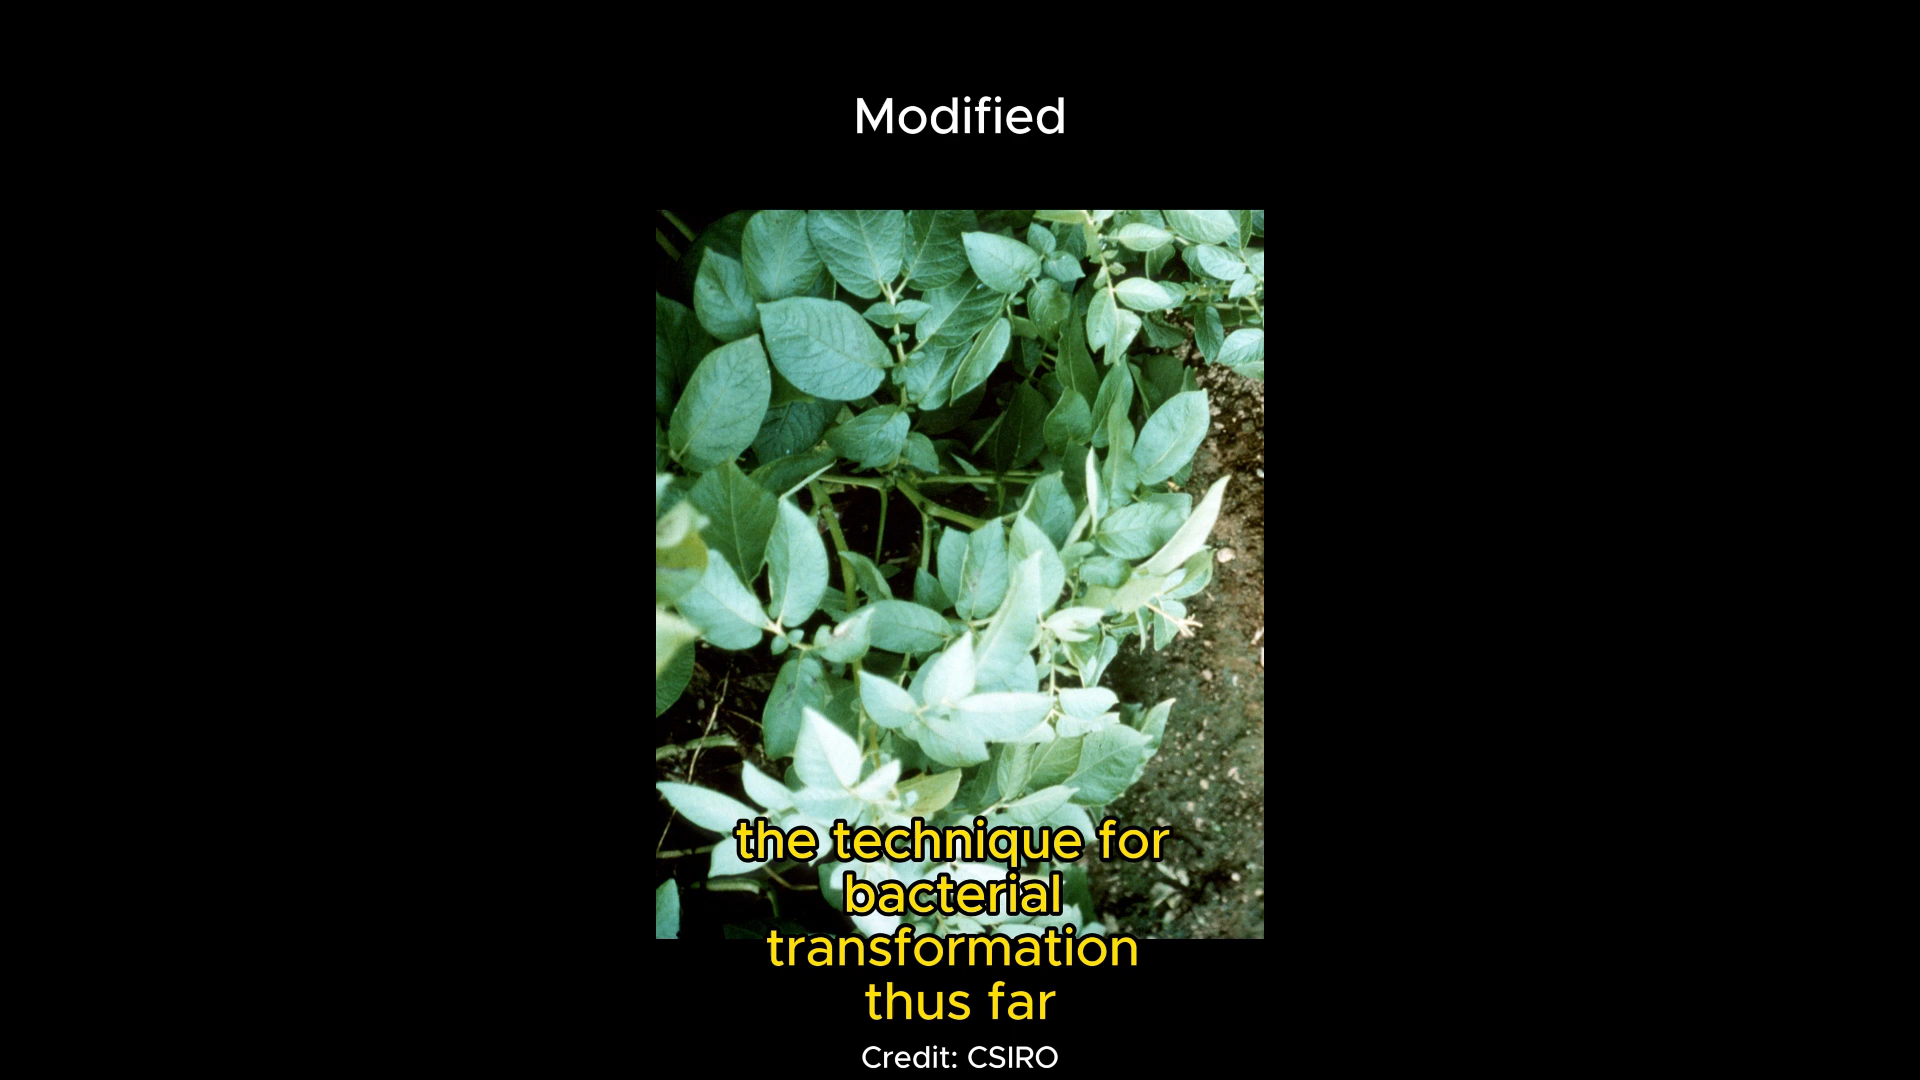 Modified
the technique for
bacterial
transformation
thus far
Credit: CSIRO